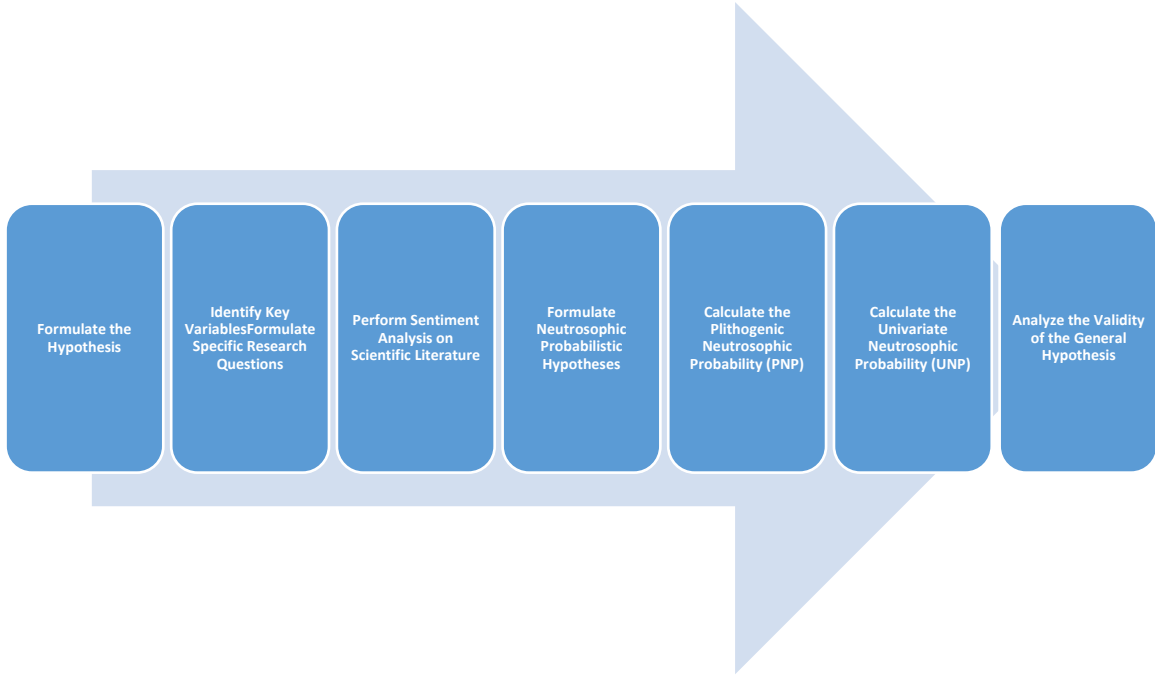 Formulate the
Hypothesis
Identify Key
VariablesFormulate
Specific Research
Questions
Perform Sentiment
Analysis on
Scientific Literature
Formulate
Neutrosophic
Probabilistic
Hypotheses
Calculate the
Plithogenic
Neutrosophic
Probability (PNP)
Calculate the
Univariate
Neutrosophic
Probability (UNP)
Analyze the Validity
of the General
Hypothesis